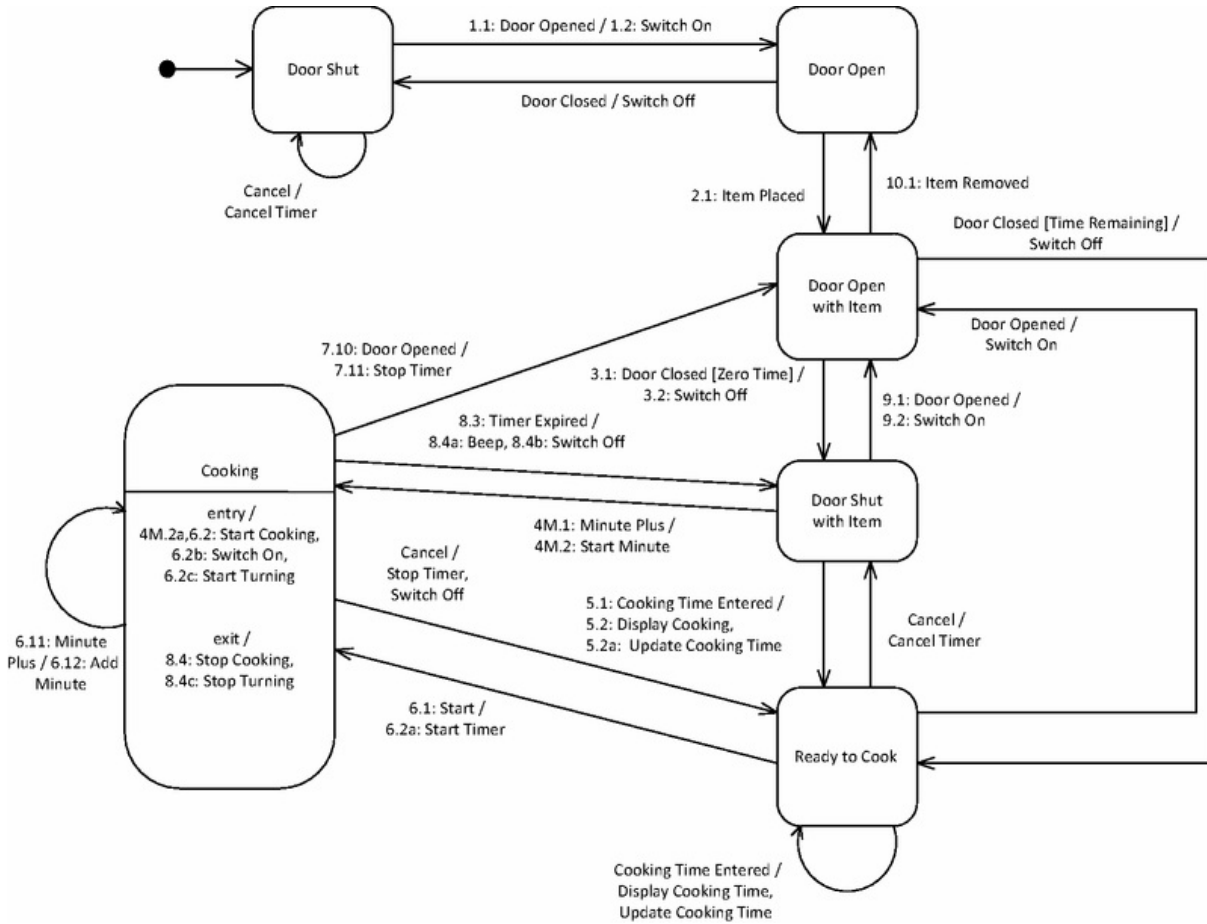 1.1: Door Opened / 1.2: Switch On
Door Shut
Door Open
Door Closed / Switch Off
Cancel /
Cancel Timer
2.1: Item Placed
10.1: Item Removed
Door Closed [Time Remaining] /
Switch Off
Door Open
with Item
Door Opened /
Switch On
7.10: Door Opened /
7.11: Stop Timer
3.1: Door Closed [Zero Time] /
3.2: Switch Off
9.1: Door Opened /
9.2: Switch On
8.3: Timer Expired /
8.4a: Beep, 8.4b: Switch Off
Cooking
Door Shut
with Item
entry /
4M.2a,6.2: Start Cooking,
6.2b: Switch On,
6.2c: Start Turning
4M.1: Minute Plus /
4M.2: Start Minute
Cancel /
Stop Timer,
Switch Off
5.1: Cooking Time Entered /
5.2: Display Cooking,
5.2a: Update Cooking Time
Cancel /
Cancel Timer
6.11: Minute
Plus / 6.12: Add
Minute
exit /
8.4: Stop Cooking,
8.4c: Stop Turning
6.1: Start /
6.2a: Start Timer
Ready to Cook
Cooking Time Entered /
Display Cooking Time,
Update Cooking Time